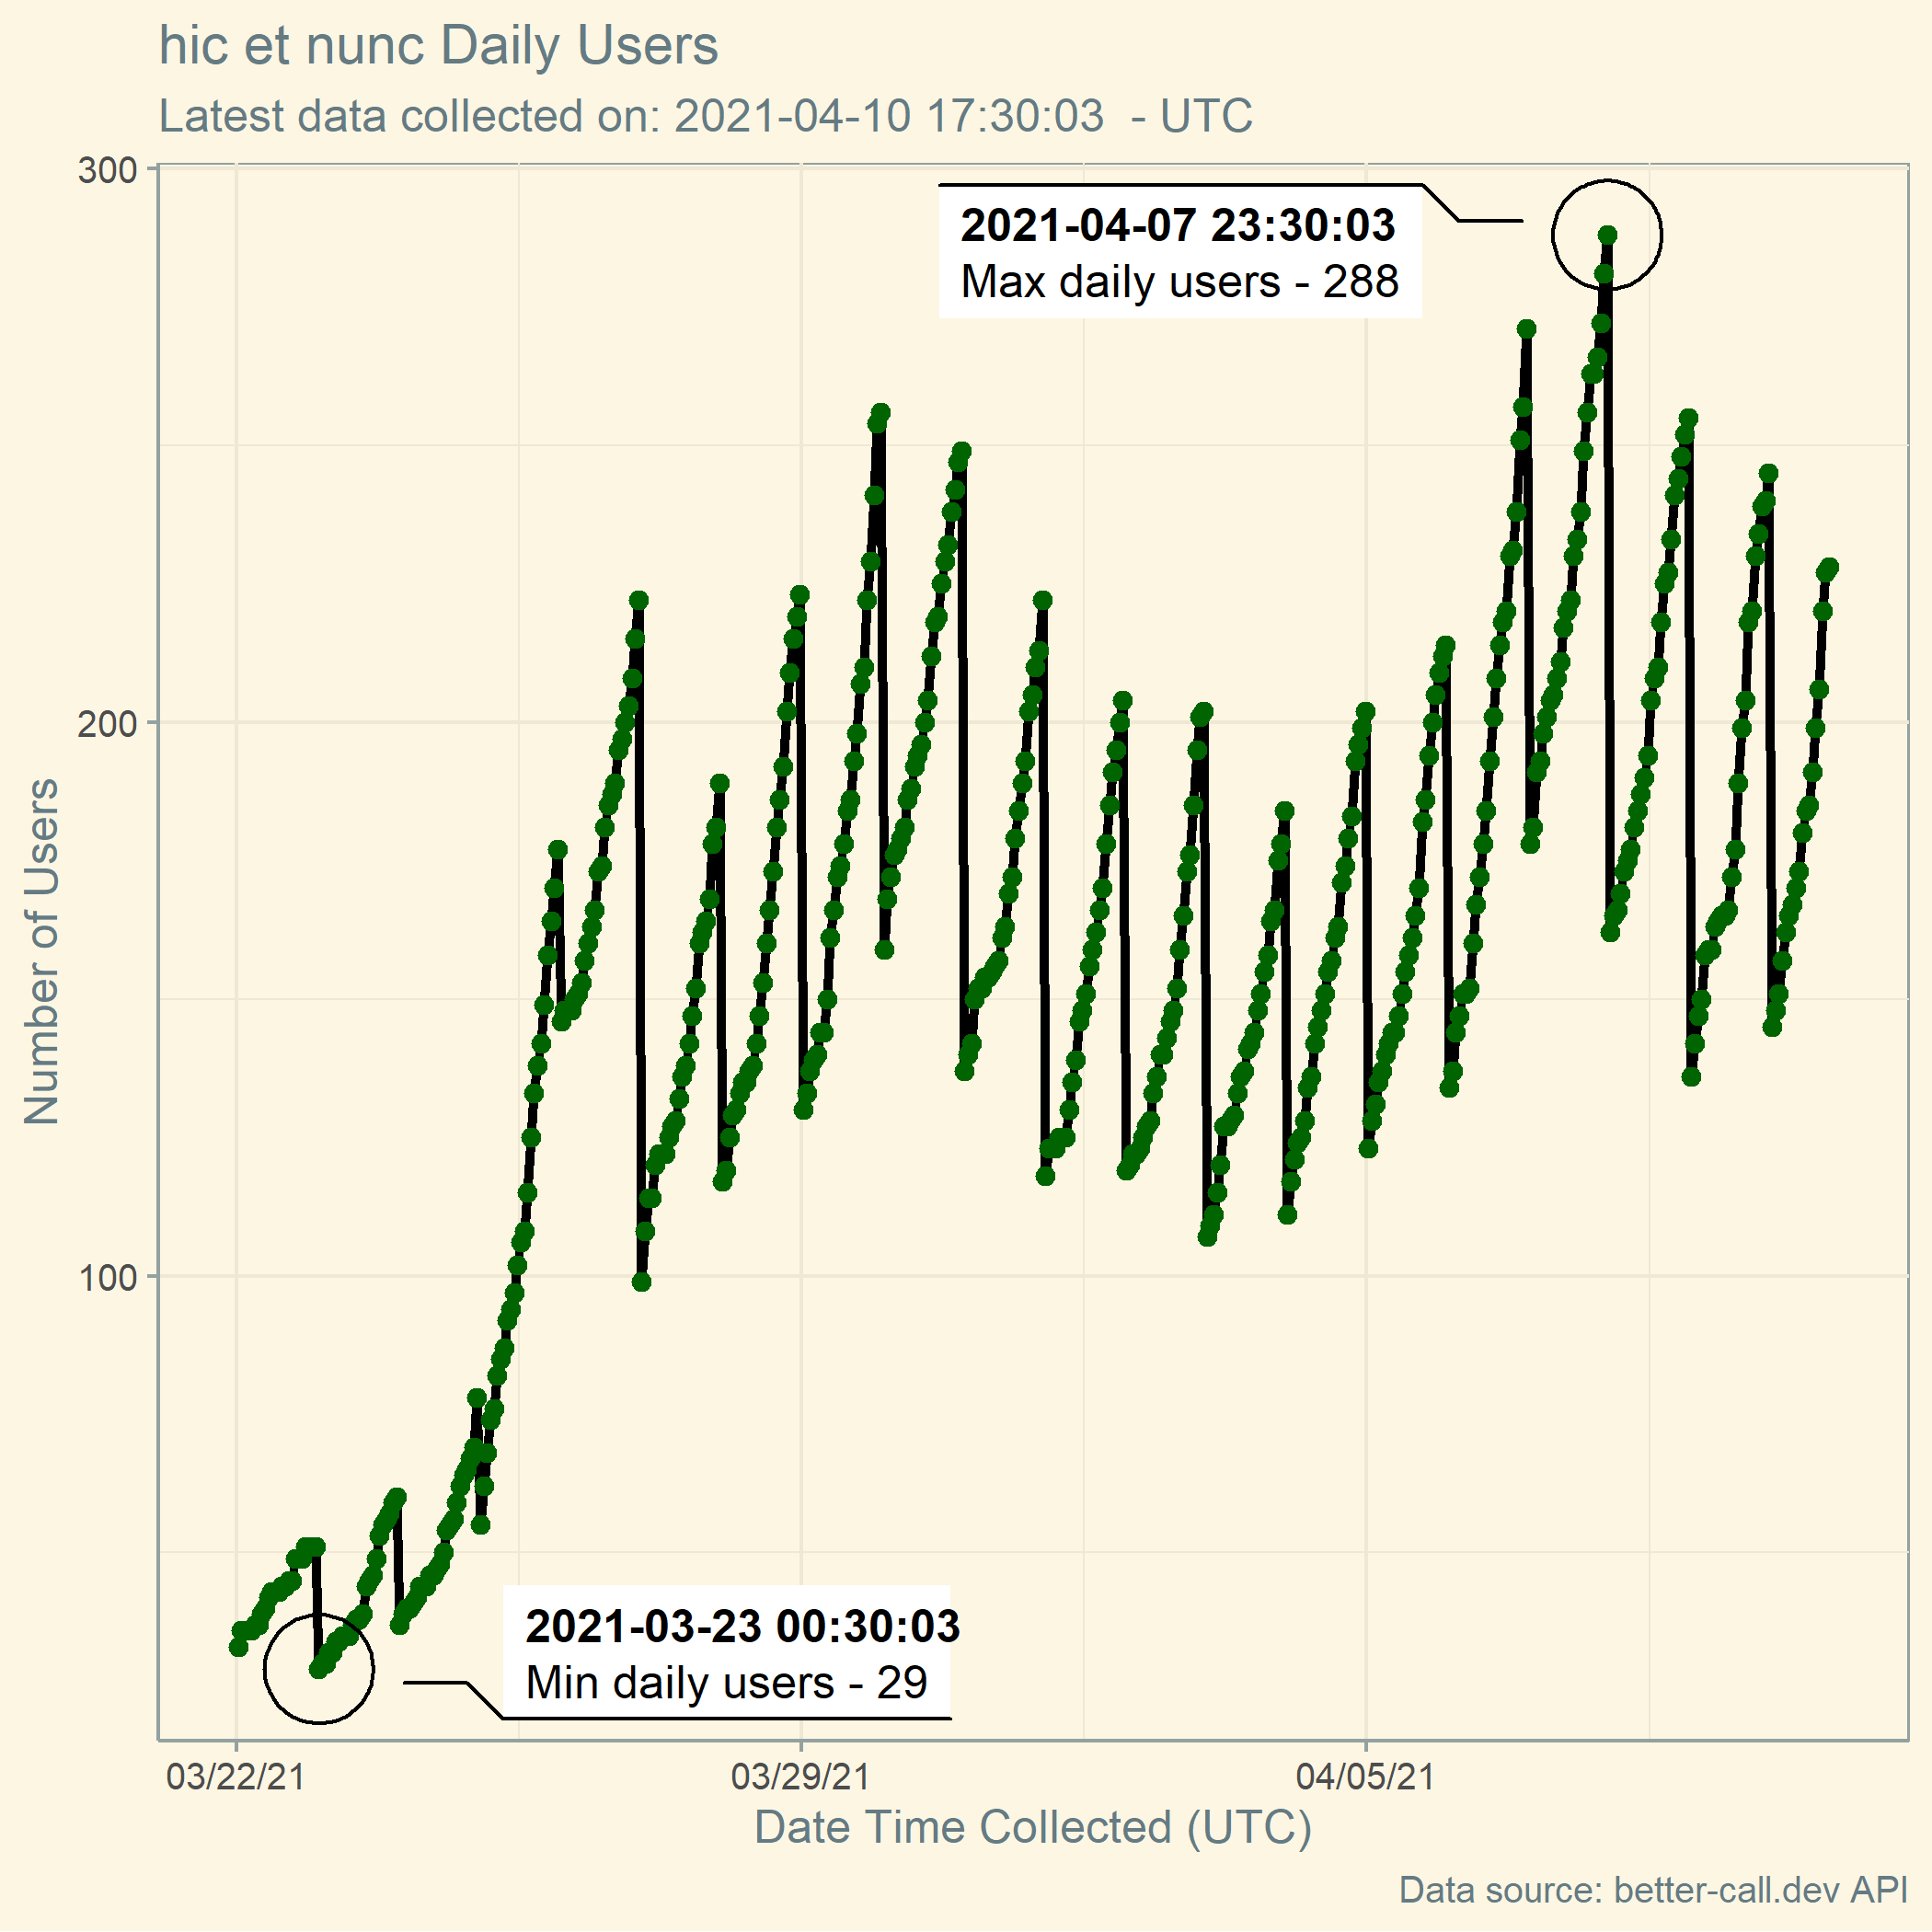 hic et nunc Daily Users
Latest data collected on: 2021-04-10 17:30:03  - UTC
300
2021-04-07 23:30:03
Max daily users - 288
200
Number of Users
100
2021-03-23 00:30:03
Min daily users - 29
03/22/21
03/29/21
04/05/21
Date Time Collected (UTC)
Data source: better-call.dev API